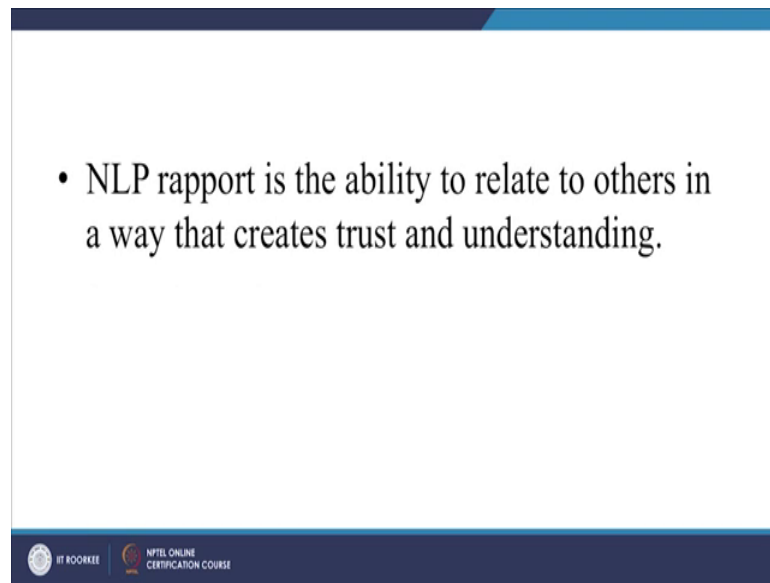 • NLP rapport is the ability to relate to others in
a way that creates trust and understanding.
IIT ROORKEE
NPTEL ONLINE
CERTIFICATION COURSE